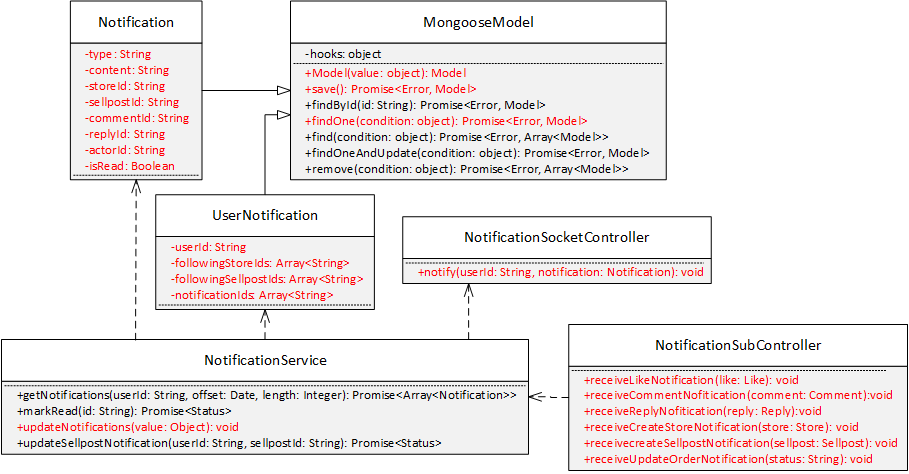 Notification
-type: String
-content: String
-storeId: String
-sellpostId: String
-commentId: String
-replyId: String
-actorId: String
-isRead: Boolean
MongooseModel
-hooks: object
+Model(value: object): Model
+save(): Promise<Error, Model>
+findById(id: String): Promise<Error, Model>
+findOne(condition: object): Promise<Error, Model>
+find(condition: object): Promise<Error, Array<Model>>
+findOneAndUpdate(condition: object): Promise<Error, Model>
+remove(condition: object): Promise<Error, Array<Model>>
UserNotification
-userId: String
-followingStoreIds: Array<String>
-followingSellpostIds: Array<String>
-notificationIds: Array<String>
NotificationSocketController
+notify(userId: String, notification: Notification): void
NotificationService
+getNotifications(userId: String, offset: Date, length: Integer): Promise<Array<Notification>>
+markRead(id: String): Promise<Status>
+updateNotifications(value: Object): void
+updateSellpostNotification(userId: String, sellpostId: String): Promise<Status>
NotificationSubController
+receiveLikeNotification(like: Like): void
+receiveCommentNofitication(comment: Comment):void
+receiveReplyNofitication(reply: Reply):void
+receiveCreateStoreNotification(store: Store): void
+receivecreateSellpostNotification(sellpost: Sellpost): void
+receiveUpdateOrderNotification(status: String): void